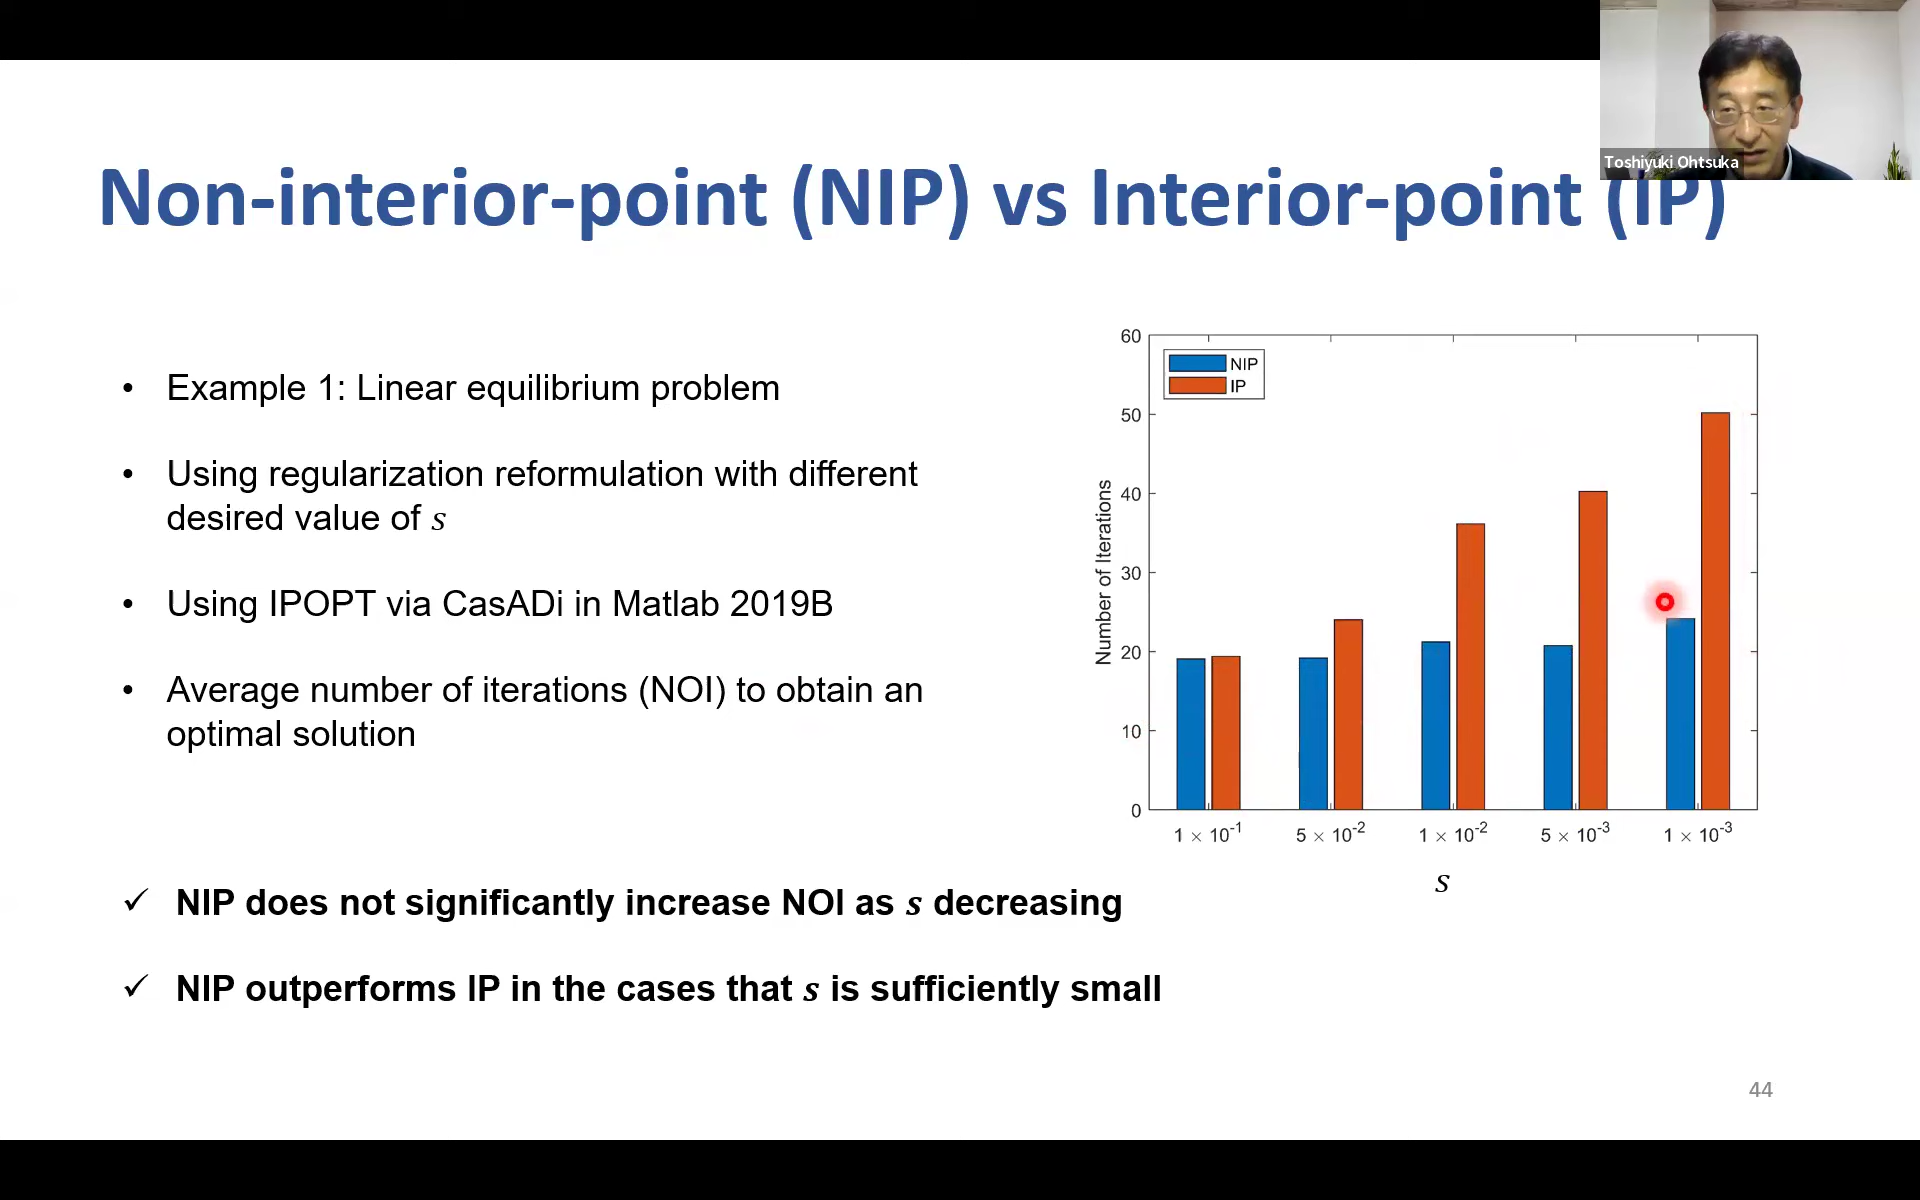 Toshiyuki Ohtsuka
Non-interior-point (NIP) vs Interior-point (IP)
• Example 1: Linear equilibrium problem
• Using regularization reformulation with different
desired value of s
• Using IPOPT via CasADi in Matlab 2019B
• Average number of iterations (NOI) to obtain an
optimal solution
✓ NIP does not significantly increase NOI as s decreasing
✓ NIP outperforms IP in the cases that s is sufficiently small
NIP
IP
Number of Iterations
60
50
40
30
20
10
0
1 × 10⁻¹ 5 × 10⁻² 1 × 10⁻² 5 × 10⁻³ 1 × 10⁻³
s
44